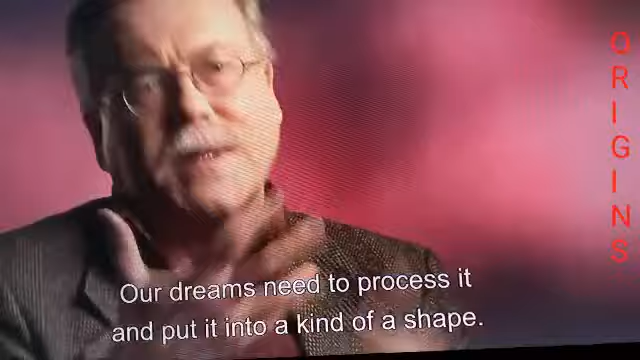 Our dreams need to process it
and put it into a kind of a shape.
ORIGINS